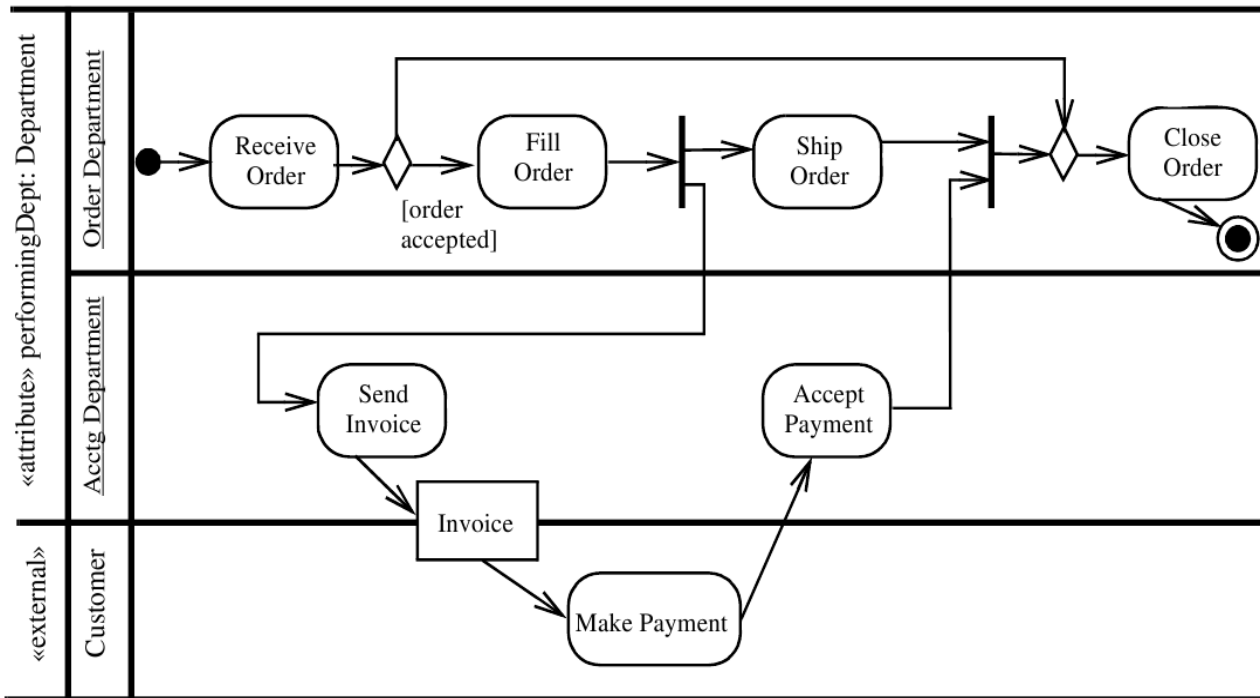 «attribute» performingDept: Department
Order Department
Receive
Order
[order
accepted]
Fill
Order
Ship
Order
Close
Order
Acctg Department
Send
Invoice
Accept
Payment
Invoice
«external»
Customer
Make Payment